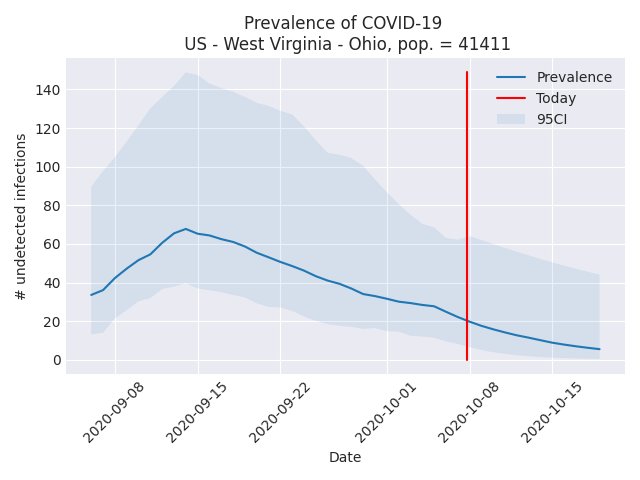 Prevalence of COVID-19
US - West Virginia - Ohio, pop. = 41411
Prevalence
Today
95CI
# undetected infections
140
120
100
80
60
40
20
0
2020-09-08
2020-09-15
2020-09-22
2020-10-01
2020-10-08
2020-10-15
Date